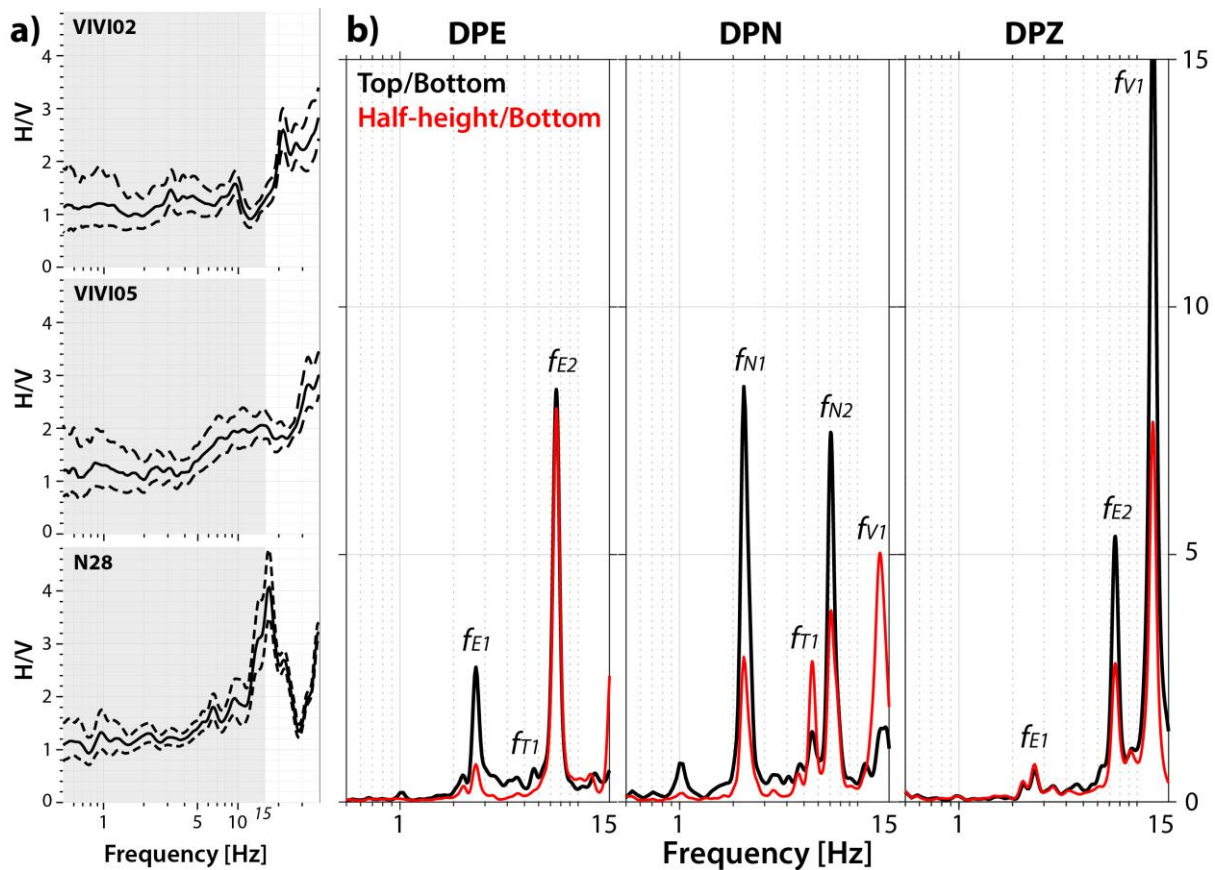 a)
VIVI02
4
3
2
1
0
H/V
VIVI05
4
3
2
1
0
H/V
N28
4
3
2
1
0
H/V
1 5 10 15
Frequency [Hz]
b)
DPE DPN DPZ
Top/Bottom
Half-height/Bottom
fE1
fT1
fE2
fN1
fT1
fN2
fV1
fE1
fE2
fV1
15
10
5
0
1 15 1 15 1 15
Frequency [Hz]